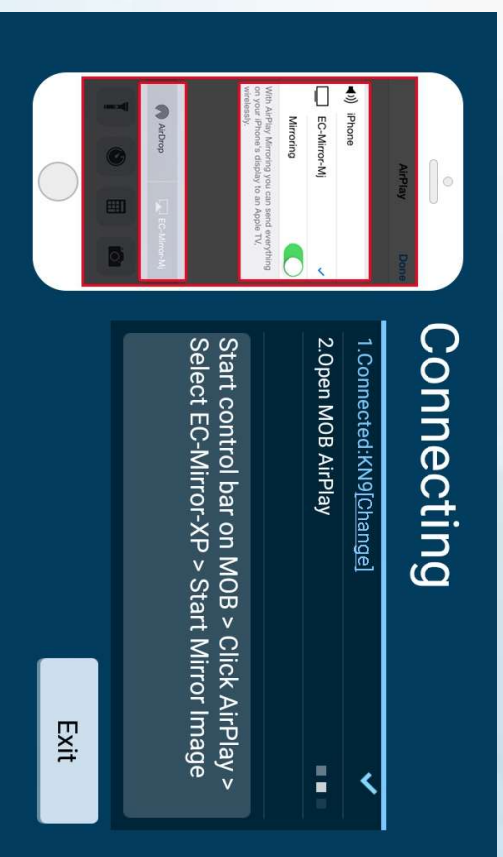 Connecting
AirPlay
Done
iPhone
EC-Mirror-Mj
Mirroring
With AirPlay Mirroring you can send everything
on your iPhone's display to an Apple TV,
wirelessly.
AirDrop
EC-Mirror-Mj
1.Connected:KN9[Change]
2.Open MOB AirPlay
Start control bar on MOB > Click AirPlay >
Select EC-Mirror-XP > Start Mirror Image
Exit